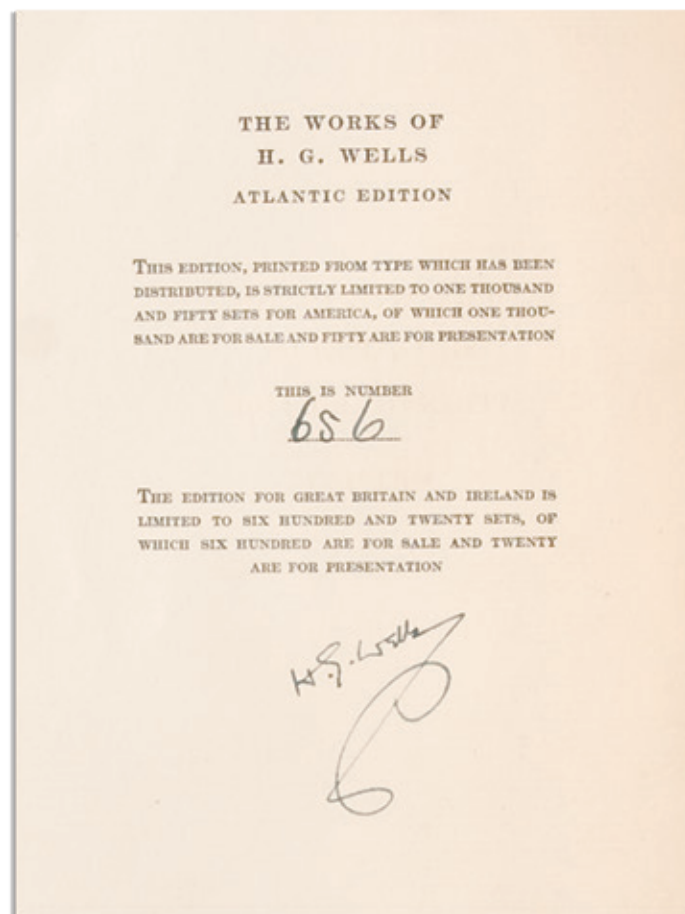 THE WORKS OF
H. G. WELLS
ATLANTIC EDITION
THIS EDITION, PRINTED FROM TYPE WHICH HAS BEEN
DISTRIBUTED, IS STRICTLY LIMITED TO ONE THOUSAND
AND FIFTY SETS FOR AMERICA, OF WHICH ONE THOU-
SAND ARE FOR SALE AND FIFTY ARE FOR PRESENTATION
THIS IS NUMBER
656
THE EDITION FOR GREAT BRITAIN AND IRELAND IS
LIMITED TO SIX HUNDRED AND TWENTY SETS, OF
WHICH SIX HUNDRED ARE FOR SALE AND TWENTY
ARE FOR PRESENTATION
H.G. Wells